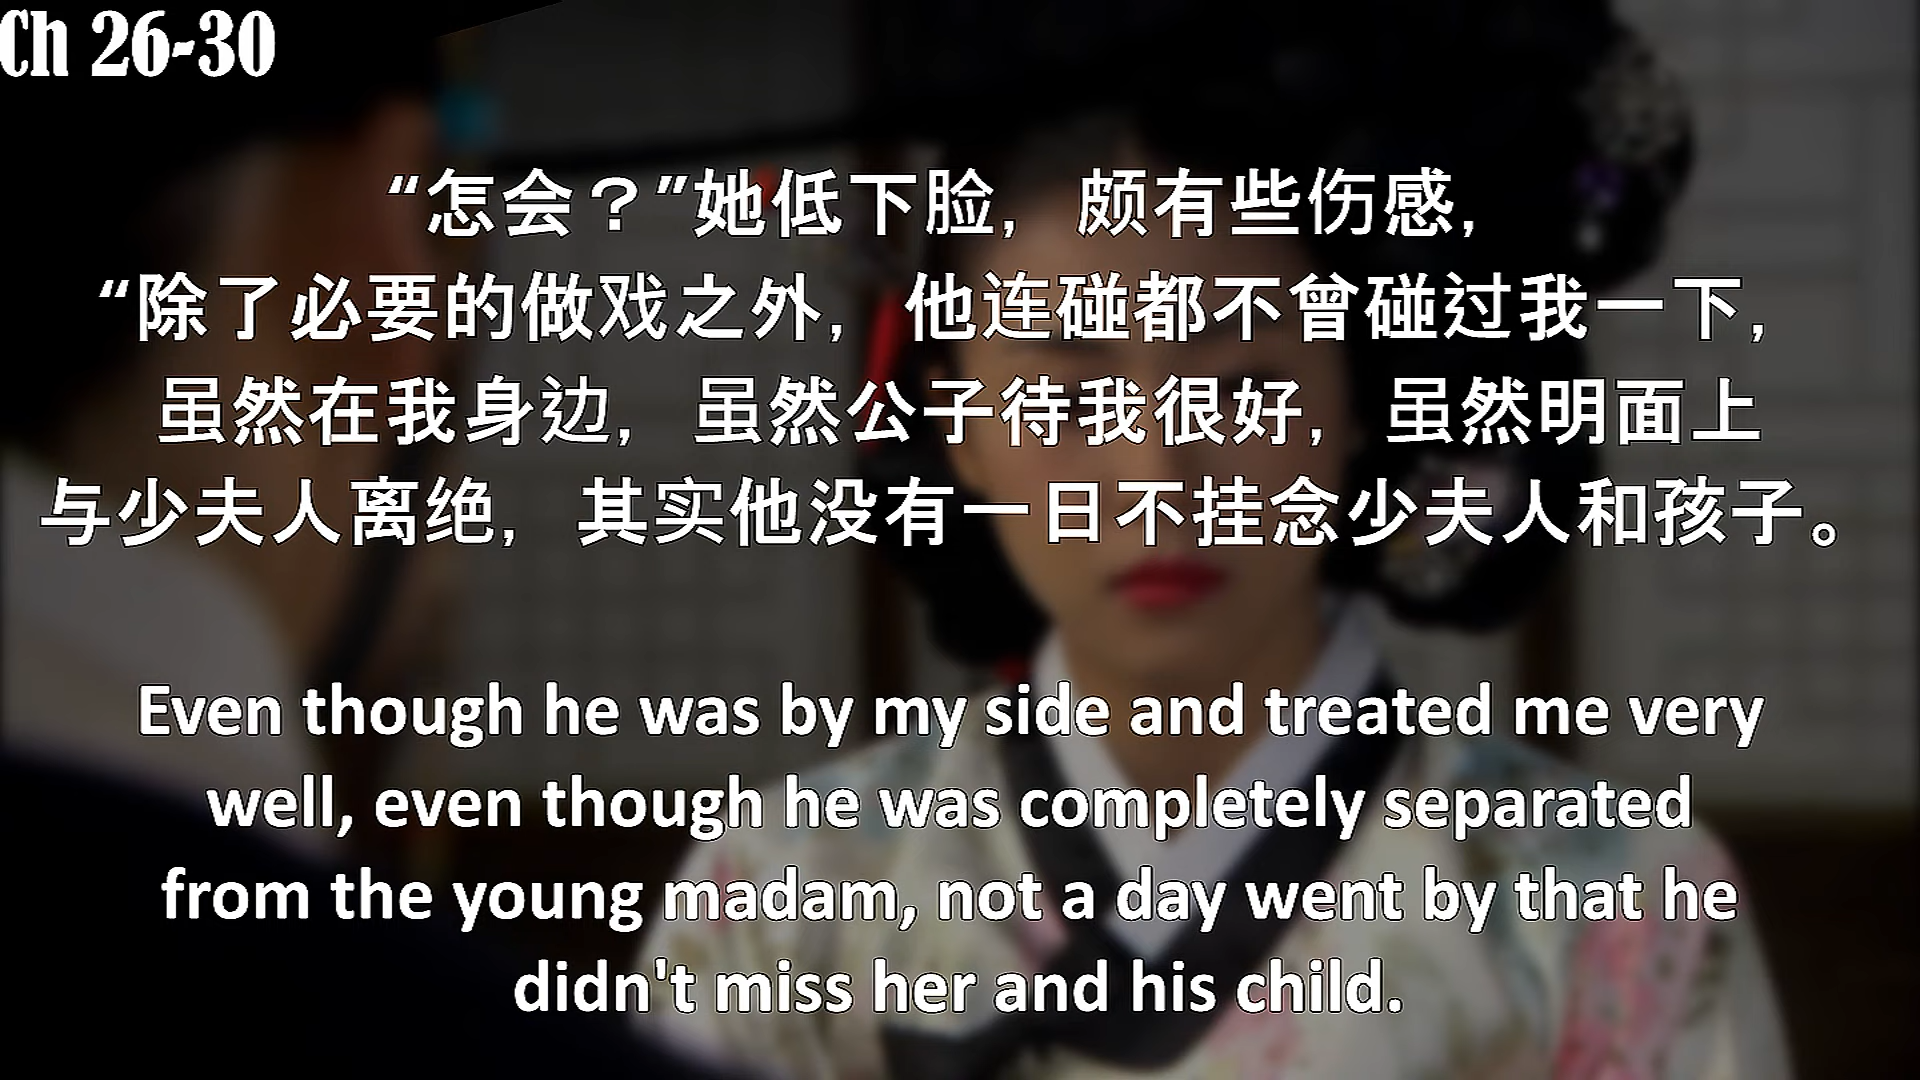 Ch 26-30
“怎会？”她低下脸，颇有些伤感，
“除了必要的做戏之外，他连碰都不曾碰过我一下，
虽然在我身边，虽然公子待我很好，虽然明面上
与少夫人离绝，其实他没有一日不挂念少夫人和孩子。
Even though he was by my side and treated me very
well, even though he was completely separated
from the young madam, not a day went by that he
didn't miss her and his child.